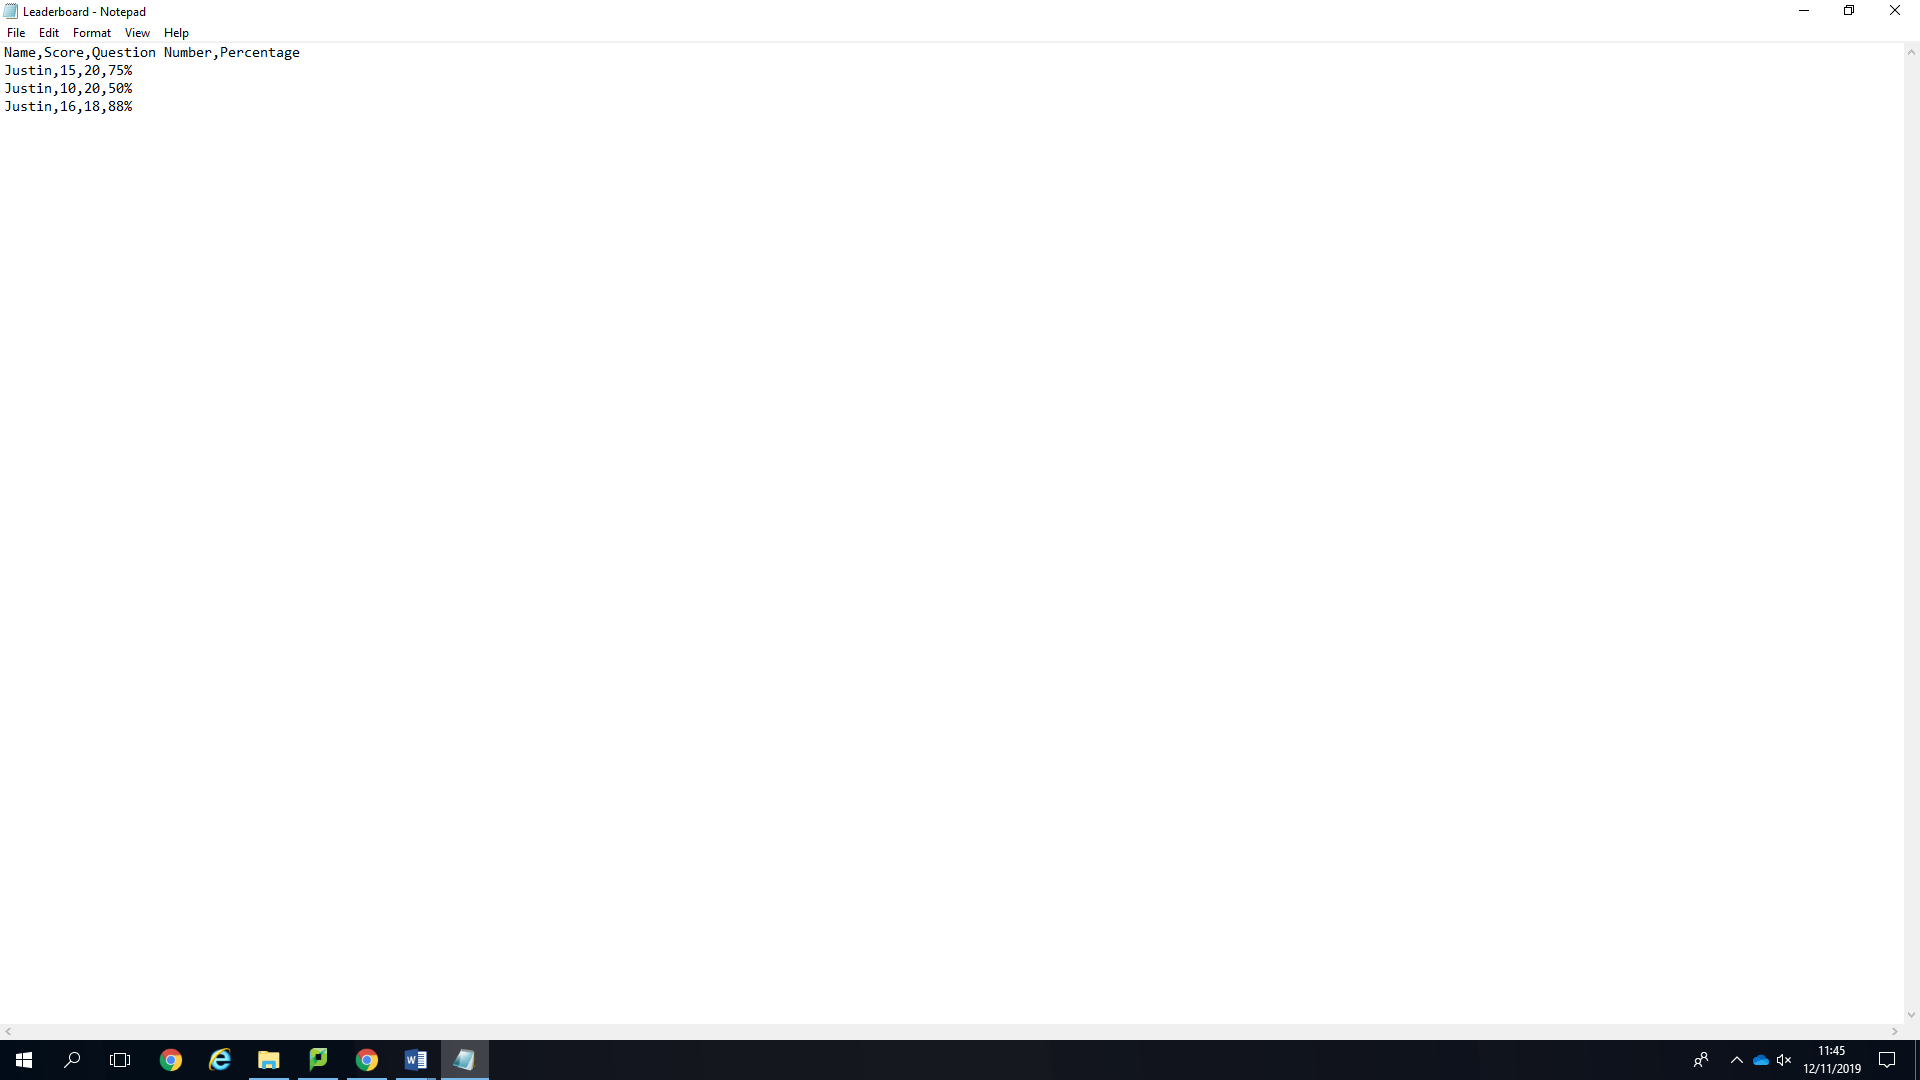 Leaderboard - Notepad
File Edit Format View Help
Name,Score,Question Number,Percentage
Justin,15,20,75%
Justin,10,20,50%
Justin,16,18,88%
11:45
12/11/2019